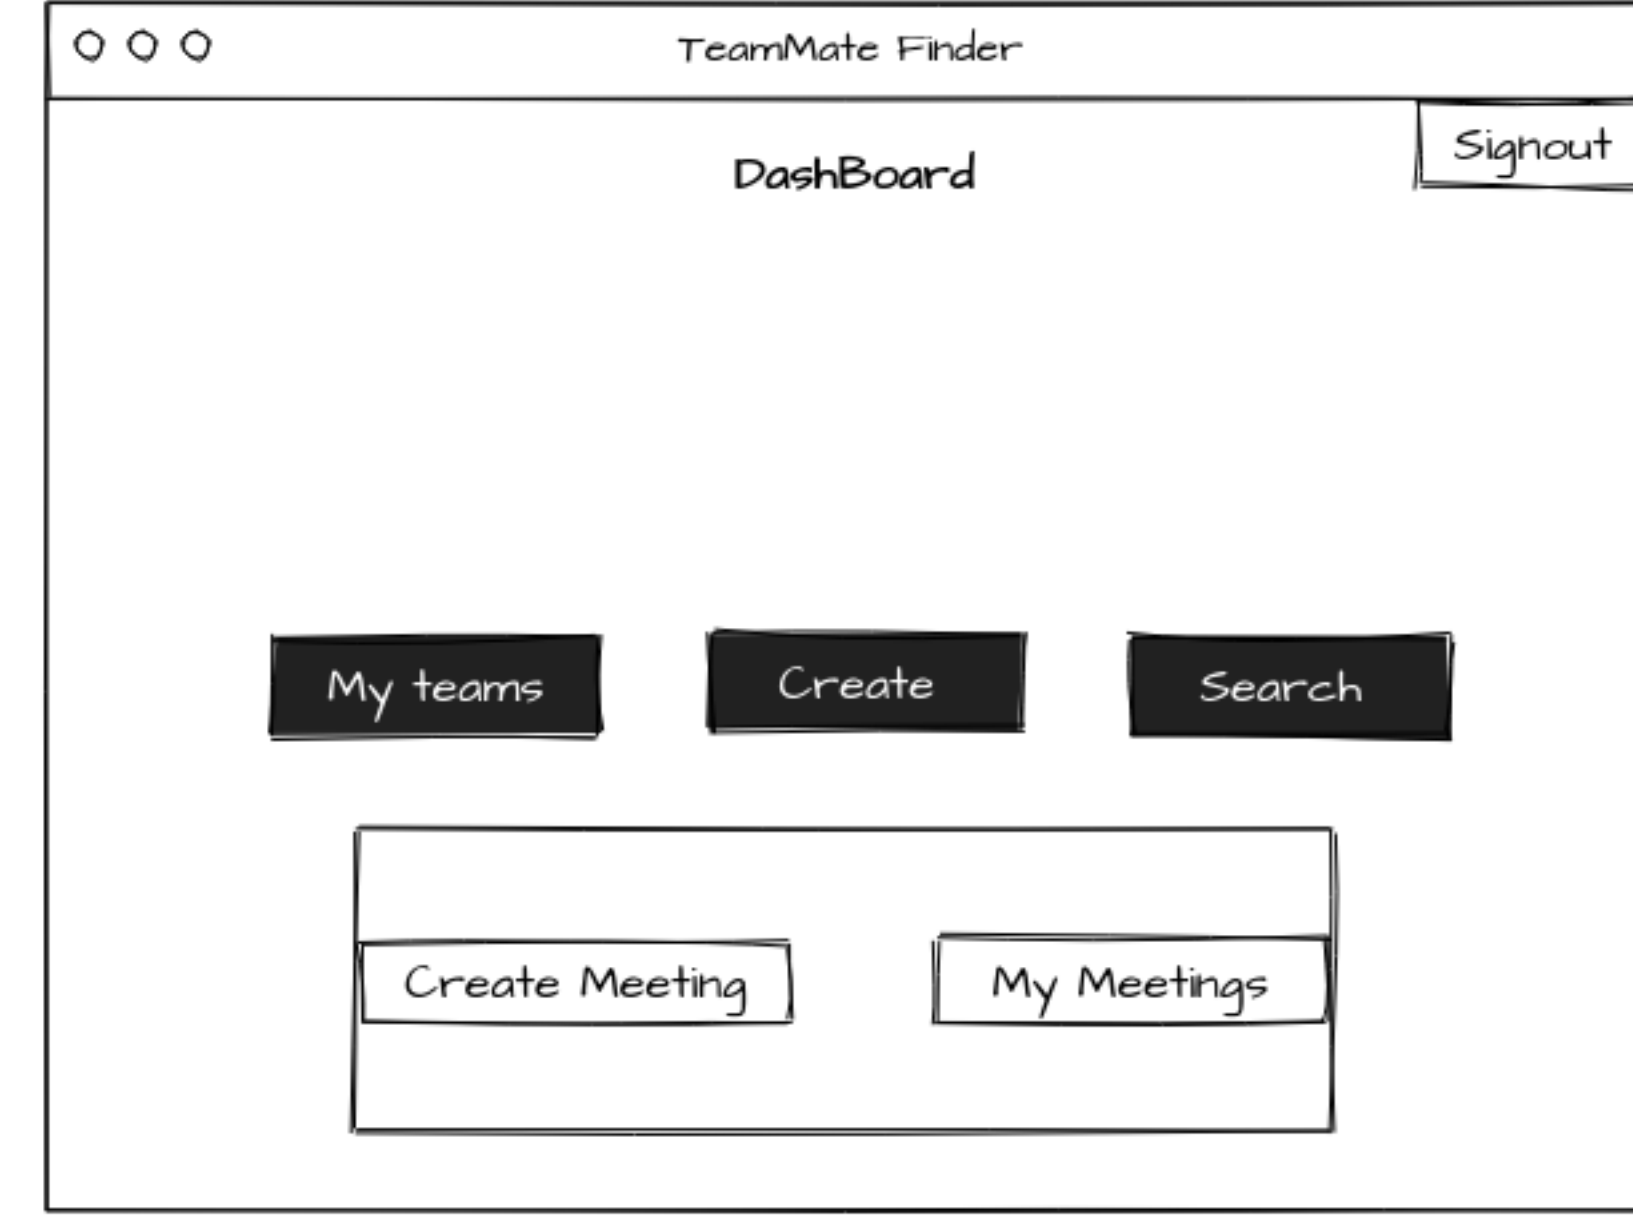 TeamMate Finder
Signout
DashBoard
My teams
Create
Search
Create Meeting
My Meetings